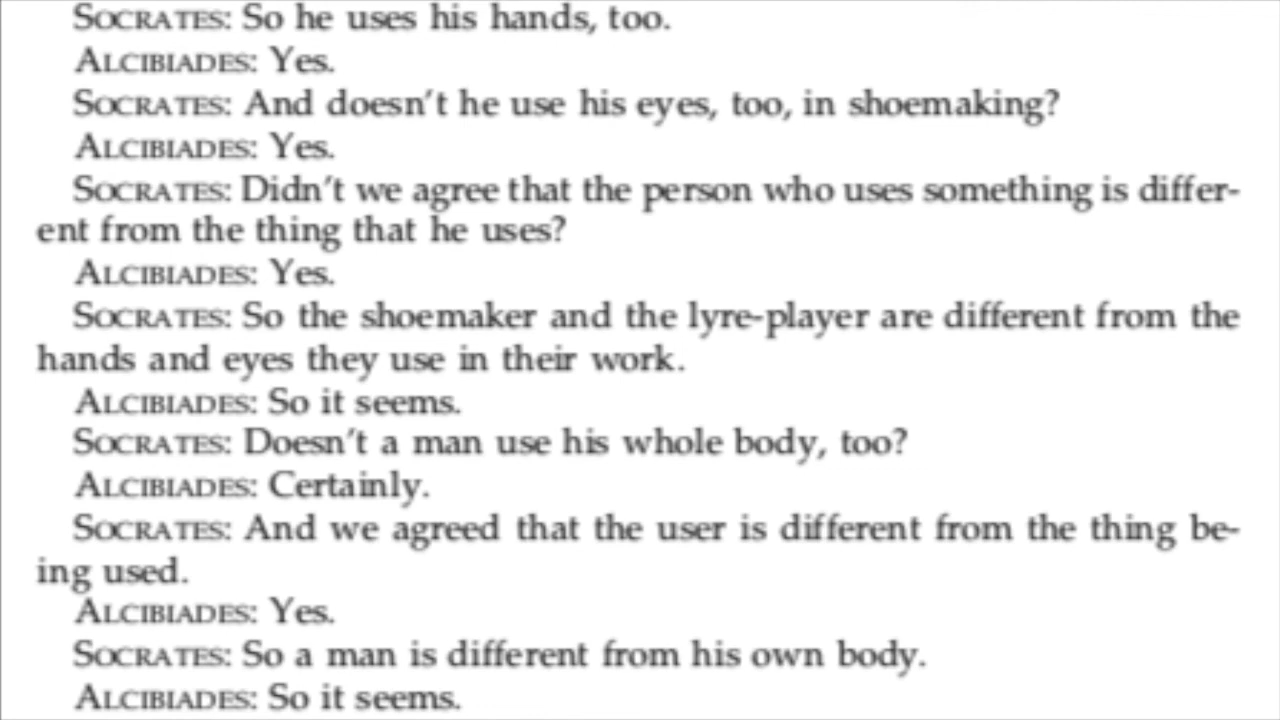 SOCRATES: So he uses his hands, too.
ALCIBIADES: Yes.
SOCRATES: And doesn't he use his eyes, too, in shoemaking?
ALCIBIADES: Yes.
SOCRATES: Didn't we agree that the person who uses something is differ-
ent from the thing that he uses?
ALCIBIADES: Yes.
SOCRATES: So the shoemaker and the lyre-player are different from the
hands and eyes they use in their work.
ALCIBIADES: So it seems.
SOCRATES: Doesn't a man use his whole body, too?
ALCIBIADES: Certainly.
SOCRATES: And we agreed that the user is different from the thing be-
ing used.
ALCIBIADES: Yes.
SOCRATES: So a man is different from his own body.
ALCIBIADES: So it seems.